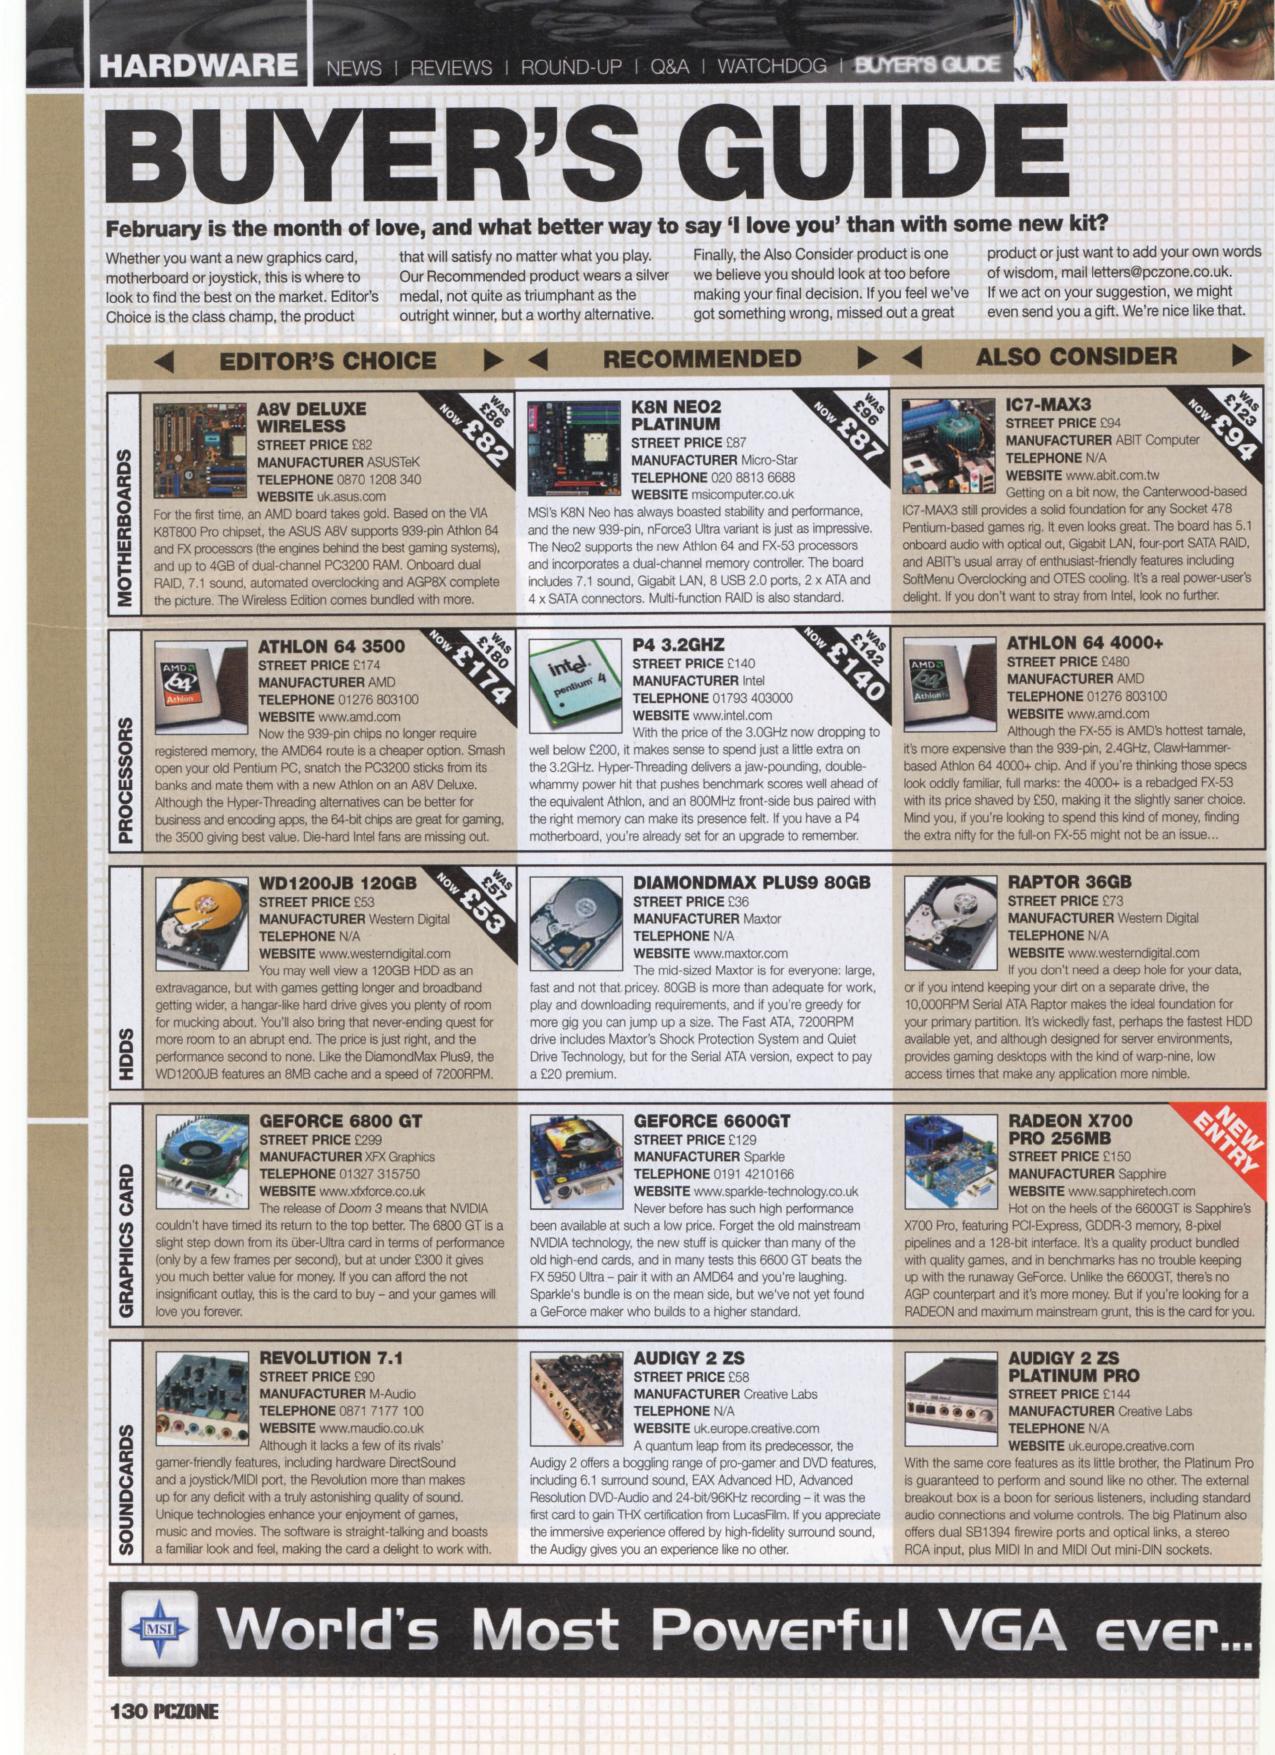 HARDWARE
NEWS | REVIEWS | ROUND-UP | Q&A | WATCHDOG | BUYER'S GUIDE
BUYER'S GUIDE
February is the month of love, and what better way to say 'I love you' than with some new kit?
Whether you want a new graphics card,
motherboard or joystick, this is where to
look to find the best on the market. Editor's
Choice is the class champ, the product
that will satisfy no matter what you play.
Our Recommended product wears a silver
medal, not quite as triumphant as the
outright winner, but a worthy alternative.
Finally, the Also Consider product is one
we believe you should look at too before
making your final decision. If you feel we've
got something wrong, missed out a great
product or just want to add your own words
of wisdom, mail letters@pczone.co.uk.
If we act on your suggestion, we might
even send you a gift. We're nice like that.
EDITOR'S CHOICE
RECOMMENDED
ALSO CONSIDER
MOTHERBOARDS
A8V DELUXE
WIRELESS
STREET PRICE £82
MANUFACTURER ASUSTeK
TELEPHONE 0870 1208 340
WEBSITE uk.asus.com
WAS £86
NOW £82
For the first time, an AMD board takes gold. Based on the VIA
K8T800 Pro chipset, the ASUS A8V supports 939-pin Athlon 64
and FX processors (the engines behind the best gaming systems),
and up to 4GB of dual-channel PC3200 RAM. Onboard dual
RAID, 7.1 sound, automated overclocking and AGP8X complete
the picture. The Wireless Edition comes bundled with more.
K8N NEO2
PLATINUM
STREET PRICE £87
MANUFACTURER Micro-Star
TELEPHONE 020 8813 6688
WEBSITE msicomputer.co.uk
WAS £96
NOW £87
MSI's K8N Neo has always boasted stability and performance,
and the new 939-pin, nForce3 Ultra variant is just as impressive.
The Neo2 supports the new Athlon 64 and FX-53 processors
and incorporates a dual-channel memory controller. The board
includes 7.1 sound, Gigabit LAN, 8 USB 2.0 ports, 2 x ATA and
4 x SATA connectors. Multi-function RAID is also standard.
IC7-MAX3
STREET PRICE £94
MANUFACTURER ABIT Computer
TELEPHONE N/A
WEBSITE www.abit.com.tw
WAS £123
NOW £94
Getting on a bit now, the Canterwood-based
IC7-MAX3 still provides a solid foundation for any Socket 478
Pentium-based games rig. It even looks great. The board has 5.1
onboard audio with optical out, Gigabit LAN, four-port SATA RAID,
and ABIT's usual array of enthusiast-friendly features including
SoftMenu Overclocking and OTES cooling. It's a real power-user's
delight. If you don't want to stray from Intel, look no further.
PROCESSORS
AMD
64
Athlon
ATHLON 64 3500
STREET PRICE £174
MANUFACTURER AMD
TELEPHONE 01276 803100
WEBSITE www.amd.com
WAS £180
NOW £174
Now the 939-pin chips no longer require
registered memory, the AMD64 route is a cheaper option. Smash
open your old Pentium PC, snatch the PC3200 sticks from its
banks and mate them with a new Athlon on an A8V Deluxe.
Although the Hyper-Threading alternatives can be better for
business and encoding apps, the 64-bit chips are great for gaming,
the 3500 giving best value. Die-hard Intel fans are missing out.
intel
pentium 4
P4 3.2GHZ
STREET PRICE £140
MANUFACTURER Intel
TELEPHONE 01793 403000
WEBSITE www.intel.com
WAS £142
NOW £140
With the price of the 3.0GHz now dropping to
well below £200, it makes sense to spend just a little extra on
the 3.2GHz. Hyper-Threading delivers a jaw-pounding, double-
whammy power hit that pushes benchmark scores well ahead of
the equivalent Athlon, and an 800MHz front-side bus paired with
the right memory can make its presence felt. If you have a P4
motherboard, you're already set for an upgrade to remember.
AMD
64
Athlon
ATHLON 64 4000+
STREET PRICE £480
MANUFACTURER AMD
TELEPHONE 01276 803100
WEBSITE www.amd.com
Although the FX-55 is AMD's hottest tamale,
it's more expensive than the 939-pin, 2.4GHz, ClawHammer-
based Athlon 64 4000+ chip. And if you're thinking those specs
look oddly familiar, full marks: the 4000+ is a rebadged FX-53
with its price shaved by £50, making it the slightly saner choice.
Mind you, if you're looking to spend this kind of money, finding
the extra nifty for the full-on FX-55 might not be an issue...
HDDS
WD1200JB 120GB
STREET PRICE £53
MANUFACTURER Western Digital
TELEPHONE N/A
WEBSITE www.westerndigital.com
WAS £57
NOW £53
You may well view a 120GB HDD as an
extravagance, but with games getting longer and broadband
getting wider, a hangar-like hard drive gives you plenty of room
for mucking about. You'll also bring that never-ending quest for
more room to an abrupt end. The price is just right, and the
performance second to none. Like the DiamondMax Plus9, the
WD1200JB features an 8MB cache and a speed of 7200RPM.
DIAMONDMAX PLUS9 80GB
STREET PRICE £36
MANUFACTURER Maxtor
TELEPHONE N/A
WEBSITE www.maxtor.com
The mid-sized Maxtor is for everyone: large,
fast and not that pricey. 80GB is more than adequate for work,
play and downloading requirements, and if you're greedy for
more gig you can jump up a size. The Fast ATA, 7200RPM
drive includes Maxtor's Shock Protection System and Quiet
Drive Technology, but for the Serial ATA version, expect to pay
a £20 premium.
RAPTOR 36GB
STREET PRICE £73
MANUFACTURER Western Digital
TELEPHONE N/A
WEBSITE www.westerndigital.com
If you don't need a deep hole for your data,
or if you intend keeping your dirt on a separate drive, the
10,000RPM Serial ATA Raptor makes the ideal foundation for
your primary partition. It's wickedly fast, perhaps the fastest HDD
available yet, and although designed for server environments,
provides gaming desktops with the kind of warp-nine, low
access times that make any application more nimble.
GRAPHICS CARD
GEFORCE 6800 GT
STREET PRICE £299
MANUFACTURER XFX Graphics
TELEPHONE 01327 315750
WEBSITE www.xfxforce.co.uk
The release of Doom 3 means that NVIDIA
couldn't have timed its return to the top better. The 6800 GT is a
slight step down from its über-Ultra card in terms of performance
(only by a few frames per second), but at under £300 it gives
you much better value for money. If you can afford the not
insignificant outlay, this is the card to buy – and your games will
love you forever.
GEFORCE 6600GT
STREET PRICE £129
MANUFACTURER Sparkle
TELEPHONE 0191 4210166
WEBSITE www.sparkle-technology.co.uk
Never before has such high performance
been available at such a low price. Forget the old mainstream
NVIDIA technology, the new stuff is quicker than many of the
old high-end cards, and in many tests this 6600 GT beats the
FX 5950 Ultra – pair it with an AMD64 and you're laughing.
Sparkle's bundle is on the mean side, but we've not yet found
a GeForce maker who builds to a higher standard.
RADEON X700
PRO 256MB
STREET PRICE £150
MANUFACTURER Sapphire
TELEPHONE N/A
WEBSITE www.sapphiretech.com
NEW
ENTRY
Hot on the heels of the 6600GT is Sapphire's
X700 Pro, featuring PCI-Express, GDDR-3 memory, 8-pixel
pipelines and a 128-bit interface. It's a quality product bundled
with quality games, and in benchmarks has no trouble keeping
up with the runaway GeForce. Unlike the 6600GT, there's no
AGP counterpart and it's more money. But if you're looking for a
RADEON and maximum mainstream grunt, this is the card for you.
SOUNDCARDS
REVOLUTION 7.1
STREET PRICE £90
MANUFACTURER M-Audio
TELEPHONE 0871 7177 100
WEBSITE www.maudio.co.uk
Although it lacks a few of its rivals'
gamer-friendly features, including hardware DirectSound
and a joystick/MIDI port, the Revolution more than makes
up for any deficit with a truly astonishing quality of sound.
Unique technologies enhance your enjoyment of games,
music and movies. The software is straight-talking and boasts
a familiar look and feel, making the card a delight to work with.
AUDIGY 2 ZS
STREET PRICE £58
MANUFACTURER Creative Labs
TELEPHONE N/A
WEBSITE uk.europe.creative.com
A quantum leap from its predecessor, the
Audigy 2 offers a boggling range of pro-gamer and DVD features,
including 6.1 surround sound, EAX Advanced HD, Advanced
Resolution DVD-Audio and 24-bit/96KHz recording – it was the
first card to gain THX certification from LucasFilm. If you appreciate
the immersive experience offered by high-fidelity surround sound,
the Audigy gives you an experience like no other.
AUDIGY 2 ZS
PLATINUM PRO
STREET PRICE £144
MANUFACTURER Creative Labs
TELEPHONE N/A
WEBSITE uk.europe.creative.com
With the same core features as its little brother, the Platinum Pro
is guaranteed to perform and sound like no other. The external
breakout box is a boon for serious listeners, including standard
audio connections and volume controls. The big Platinum also
offers dual SB1394 firewire ports and optical links, a stereo
RCA input, plus MIDI In and MIDI Out mini-DIN sockets.
MSI
World's Most Powerful VGA ever...
130 PCZONE